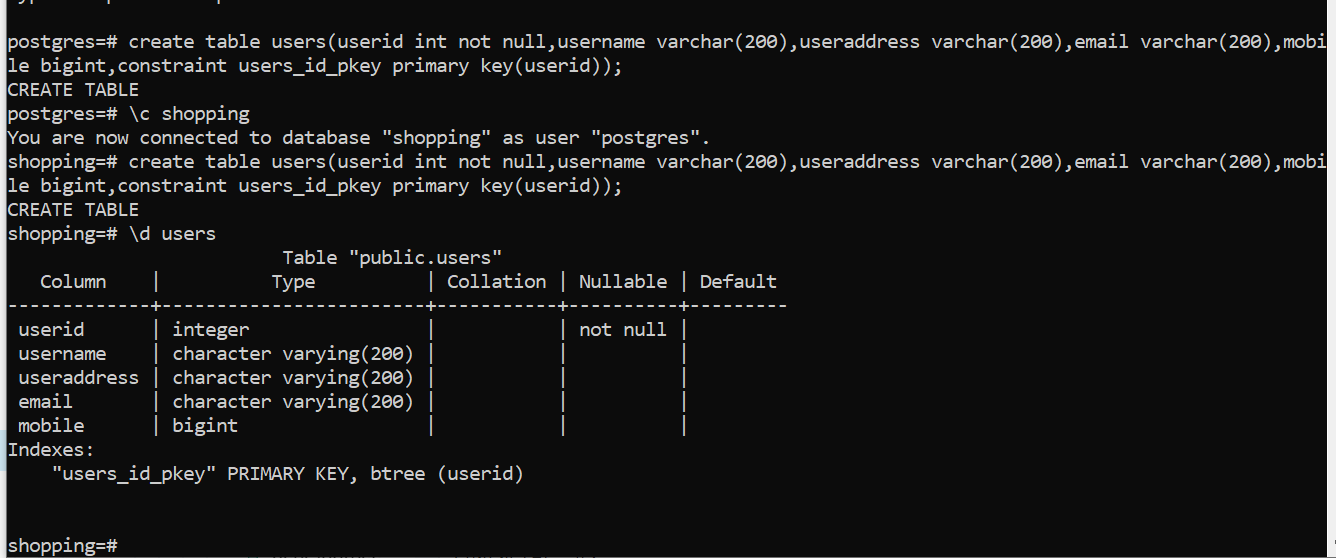 postgres=# create table users(userid int not null,username varchar(200),useraddress varchar(200),email varchar(200),mobi
le bigint,constraint users_id_pkey primary key(userid));
CREATE TABLE
postgres=# \c shopping
You are now connected to database "shopping" as user "postgres".
shopping=# create table users(userid int not null,username varchar(200),useraddress varchar(200),email varchar(200),mobi
le bigint,constraint users_id_pkey primary key(userid));
CREATE TABLE
shopping=# \d users
                         Table "public.users"
   Column    |          Type          | Collation | Nullable | Default
-------------+------------------------+-----------+----------+---------
 userid      | integer                |           | not null |
 username    | character varying(200) |           |          |
 useraddress | character varying(200) |           |          |
 email       | character varying(200) |           |          |
 mobile      | bigint                 |           |          |
Indexes:
    "users_id_pkey" PRIMARY KEY, btree (userid)
shopping=#